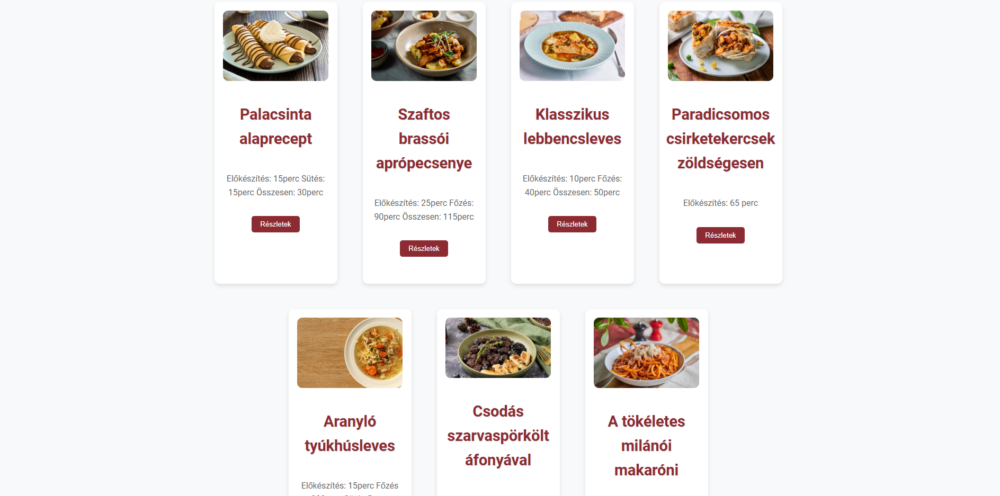 Palacsinta
alaprecept
Előkészítés: 15perc Sütés:
15perc Összesen: 30perc
Részletek
Szaftos
brassói
aprópecsenye
Előkészítés: 25perc Főzés:
90perc Összesen: 115perc
Részletek
Klasszikus
lebbencsleves
Előkészítés: 10perc Főzés:
40perc Összesen: 50perc
Részletek
Paradicsomos
csirketekercsek
zöldségesen
Előkészítés: 65 perc
Részletek
Aranyló
tyúkhúsleves
Előkészítés: 15perc Főzés
Csodás
szarvaspörkölt
áfonyával
A tökéletes
milánói
makaróni